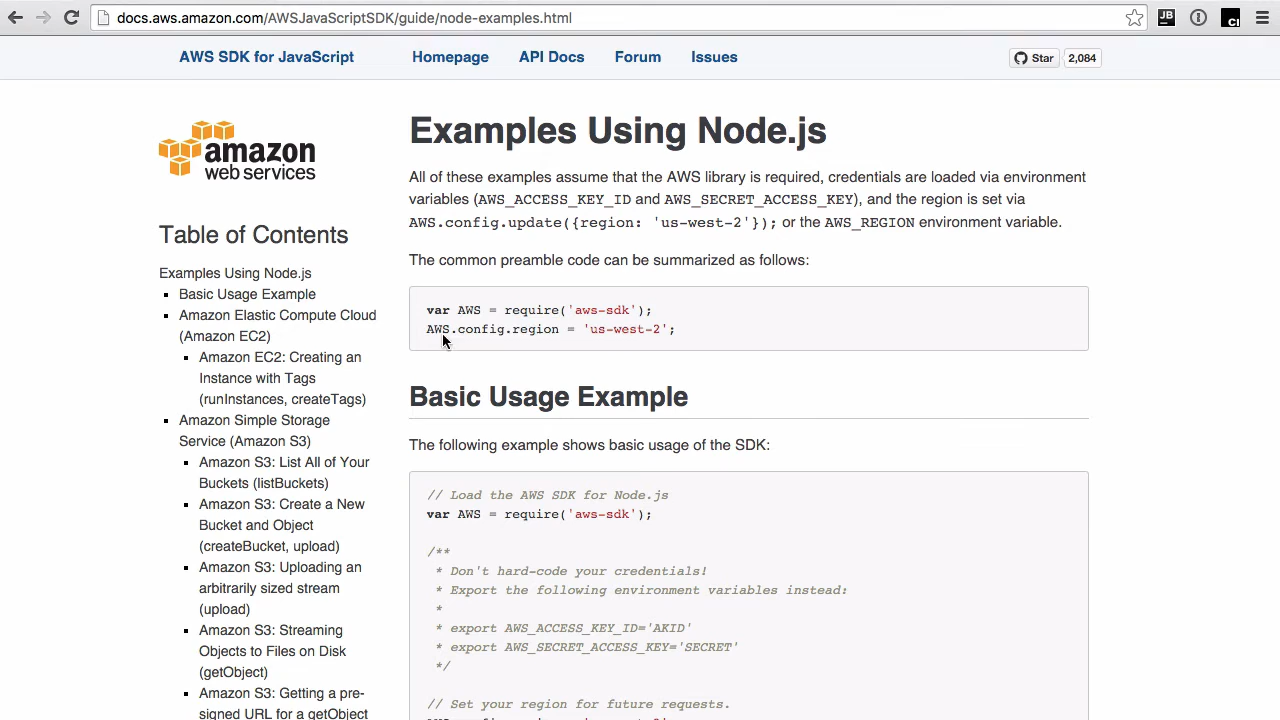 docs.aws.amazon.com/AWSJavaScriptSDK/guide/node-examples.html
JB
AWS SDK for JavaScript Homepage API Docs Forum Issues Star 2,084
amazon
web services
Table of Contents
Examples Using Node.js
Basic Usage Example
Amazon Elastic Compute Cloud
(Amazon EC2)
Amazon EC2: Creating an
Instance with Tags
(runInstances, createTags)
Amazon Simple Storage
Service (Amazon S3)
Amazon S3: List All of Your
Buckets (listBuckets)
Amazon S3: Create a New
Bucket and Object
(createBucket, upload)
Amazon S3: Uploading an
arbitrarily sized stream
(upload)
Amazon S3: Streaming
Objects to Files on Disk
(getObject)
Amazon S3: Getting a pre-
signed URL for a getObject
Examples Using Node.js
All of these examples assume that the AWS library is required, credentials are loaded via environment
variables (AWS_ACCESS_KEY_ID and AWS_SECRET_ACCESS_KEY), and the region is set via
AWS.config.update({region: 'us-west-2'}); or the AWS_REGION environment variable.
The common preamble code can be summarized as follows:
var AWS = require('aws-sdk');
AWS.config.region = 'us-west-2';
Basic Usage Example
The following example shows basic usage of the SDK:
// Load the AWS SDK for Node.js
var AWS = require('aws-sdk');
/**
* Don't hard-code your credentials!
* Export the following environment variables instead:
*
* export AWS_ACCESS_KEY_ID='AKID'
* export AWS_SECRET_ACCESS_KEY='SECRET'
*/
// Set your region for future requests.